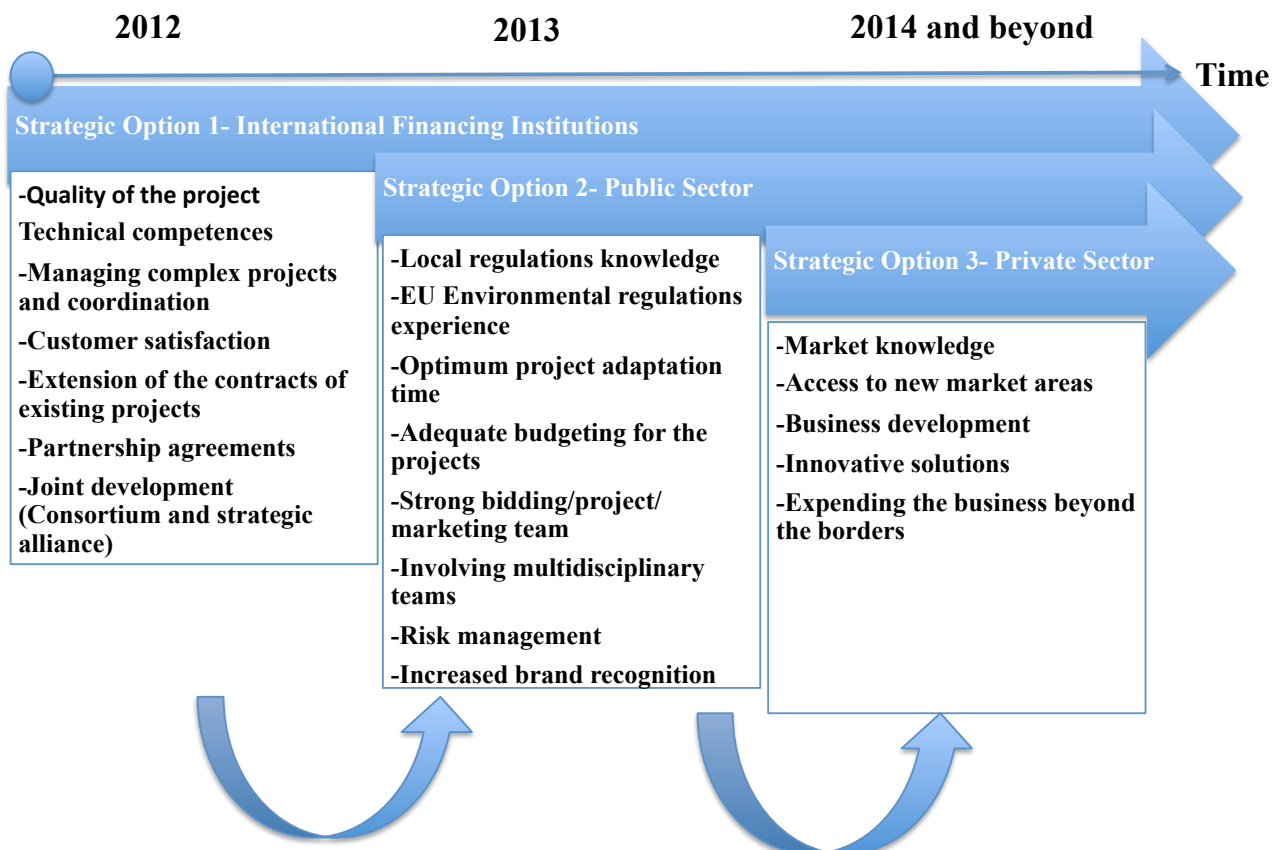 2012
2013
2014 and beyond
Time
Strategic Option 1- International Financing Institutions
-Quality of the project
Technical competences
-Managing complex projects
and coordination
-Customer satisfaction
-Extension of the contracts of
existing projects
-Partnership agreements
-Joint development
(Consortium and strategic
alliance)
Strategic Option 2- Public Sector
-Local regulations knowledge
-EU Environmental regulations
experience
-Optimum project adaptation
time
-Adequate budgeting for the
projects
-Strong bidding/project/
marketing team
-Involving multidisciplinary
teams
-Risk management
-Increased brand recognition
Strategic Option 3- Private Sector
-Market knowledge
-Access to new market areas
-Business development
-Innovative solutions
-Expending the business beyond
the borders